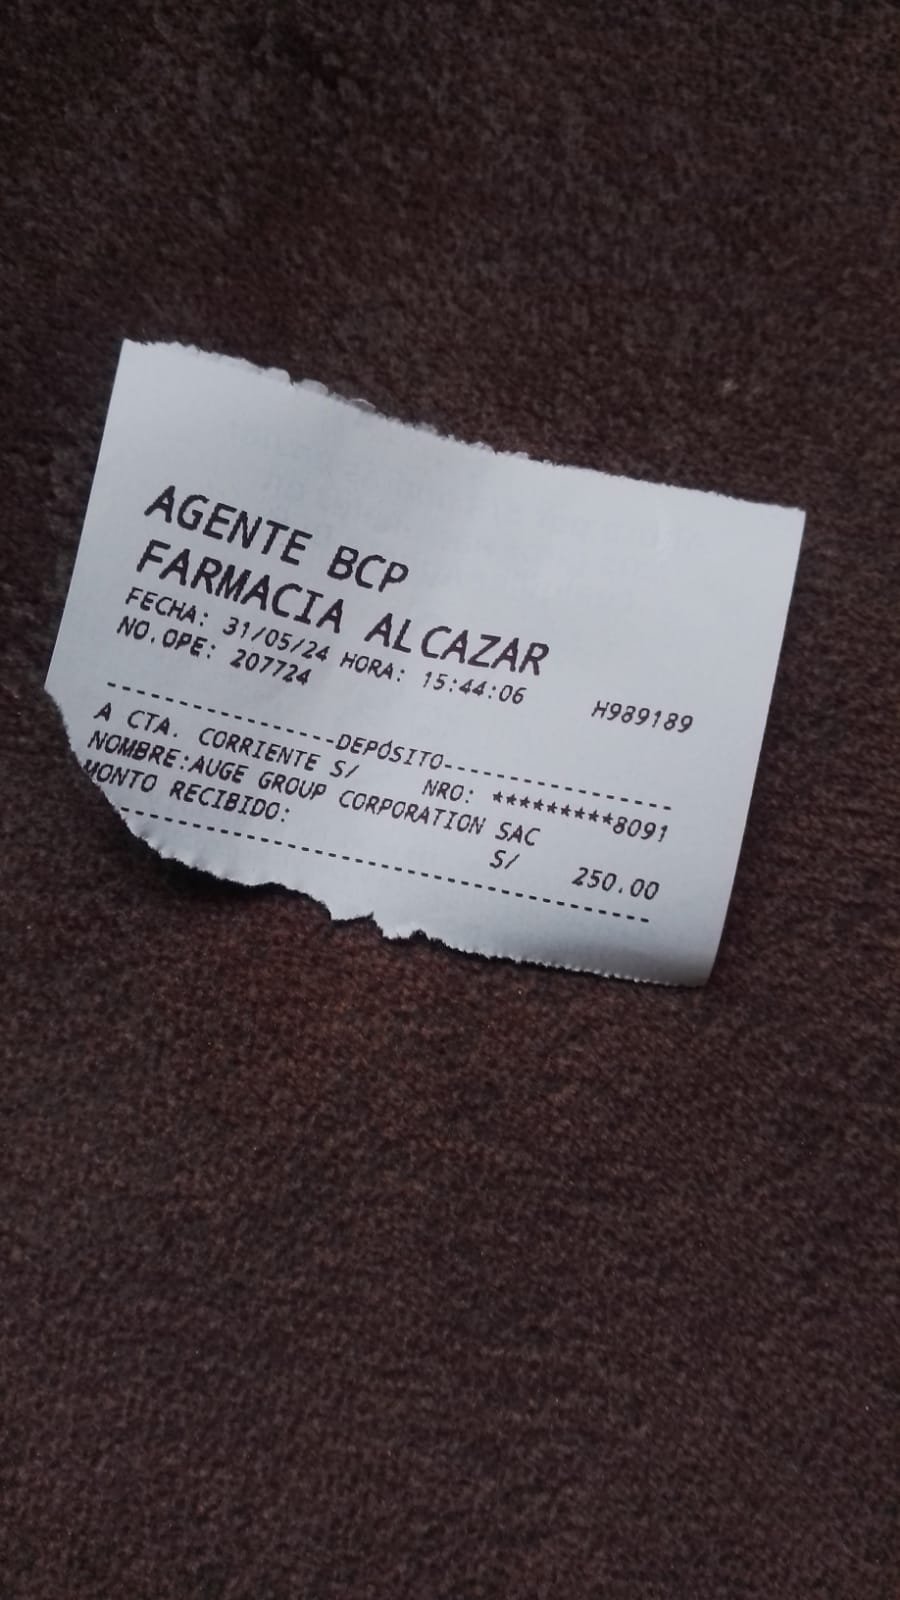 AGENTE BCP
FARMACIA ALCAZAR
FECHA: 31/05/24 HORA: 15:44:06
NO.OPE: 207724 H989189
---------------DEPÓSITO---------------
A CTA. CORRIENTE S/ NRO: *********8091
NOMBRE:AUGE GROUP CORPORATION SAC
MONTO RECIBIDO: S/ 250.00
--------------------------------------